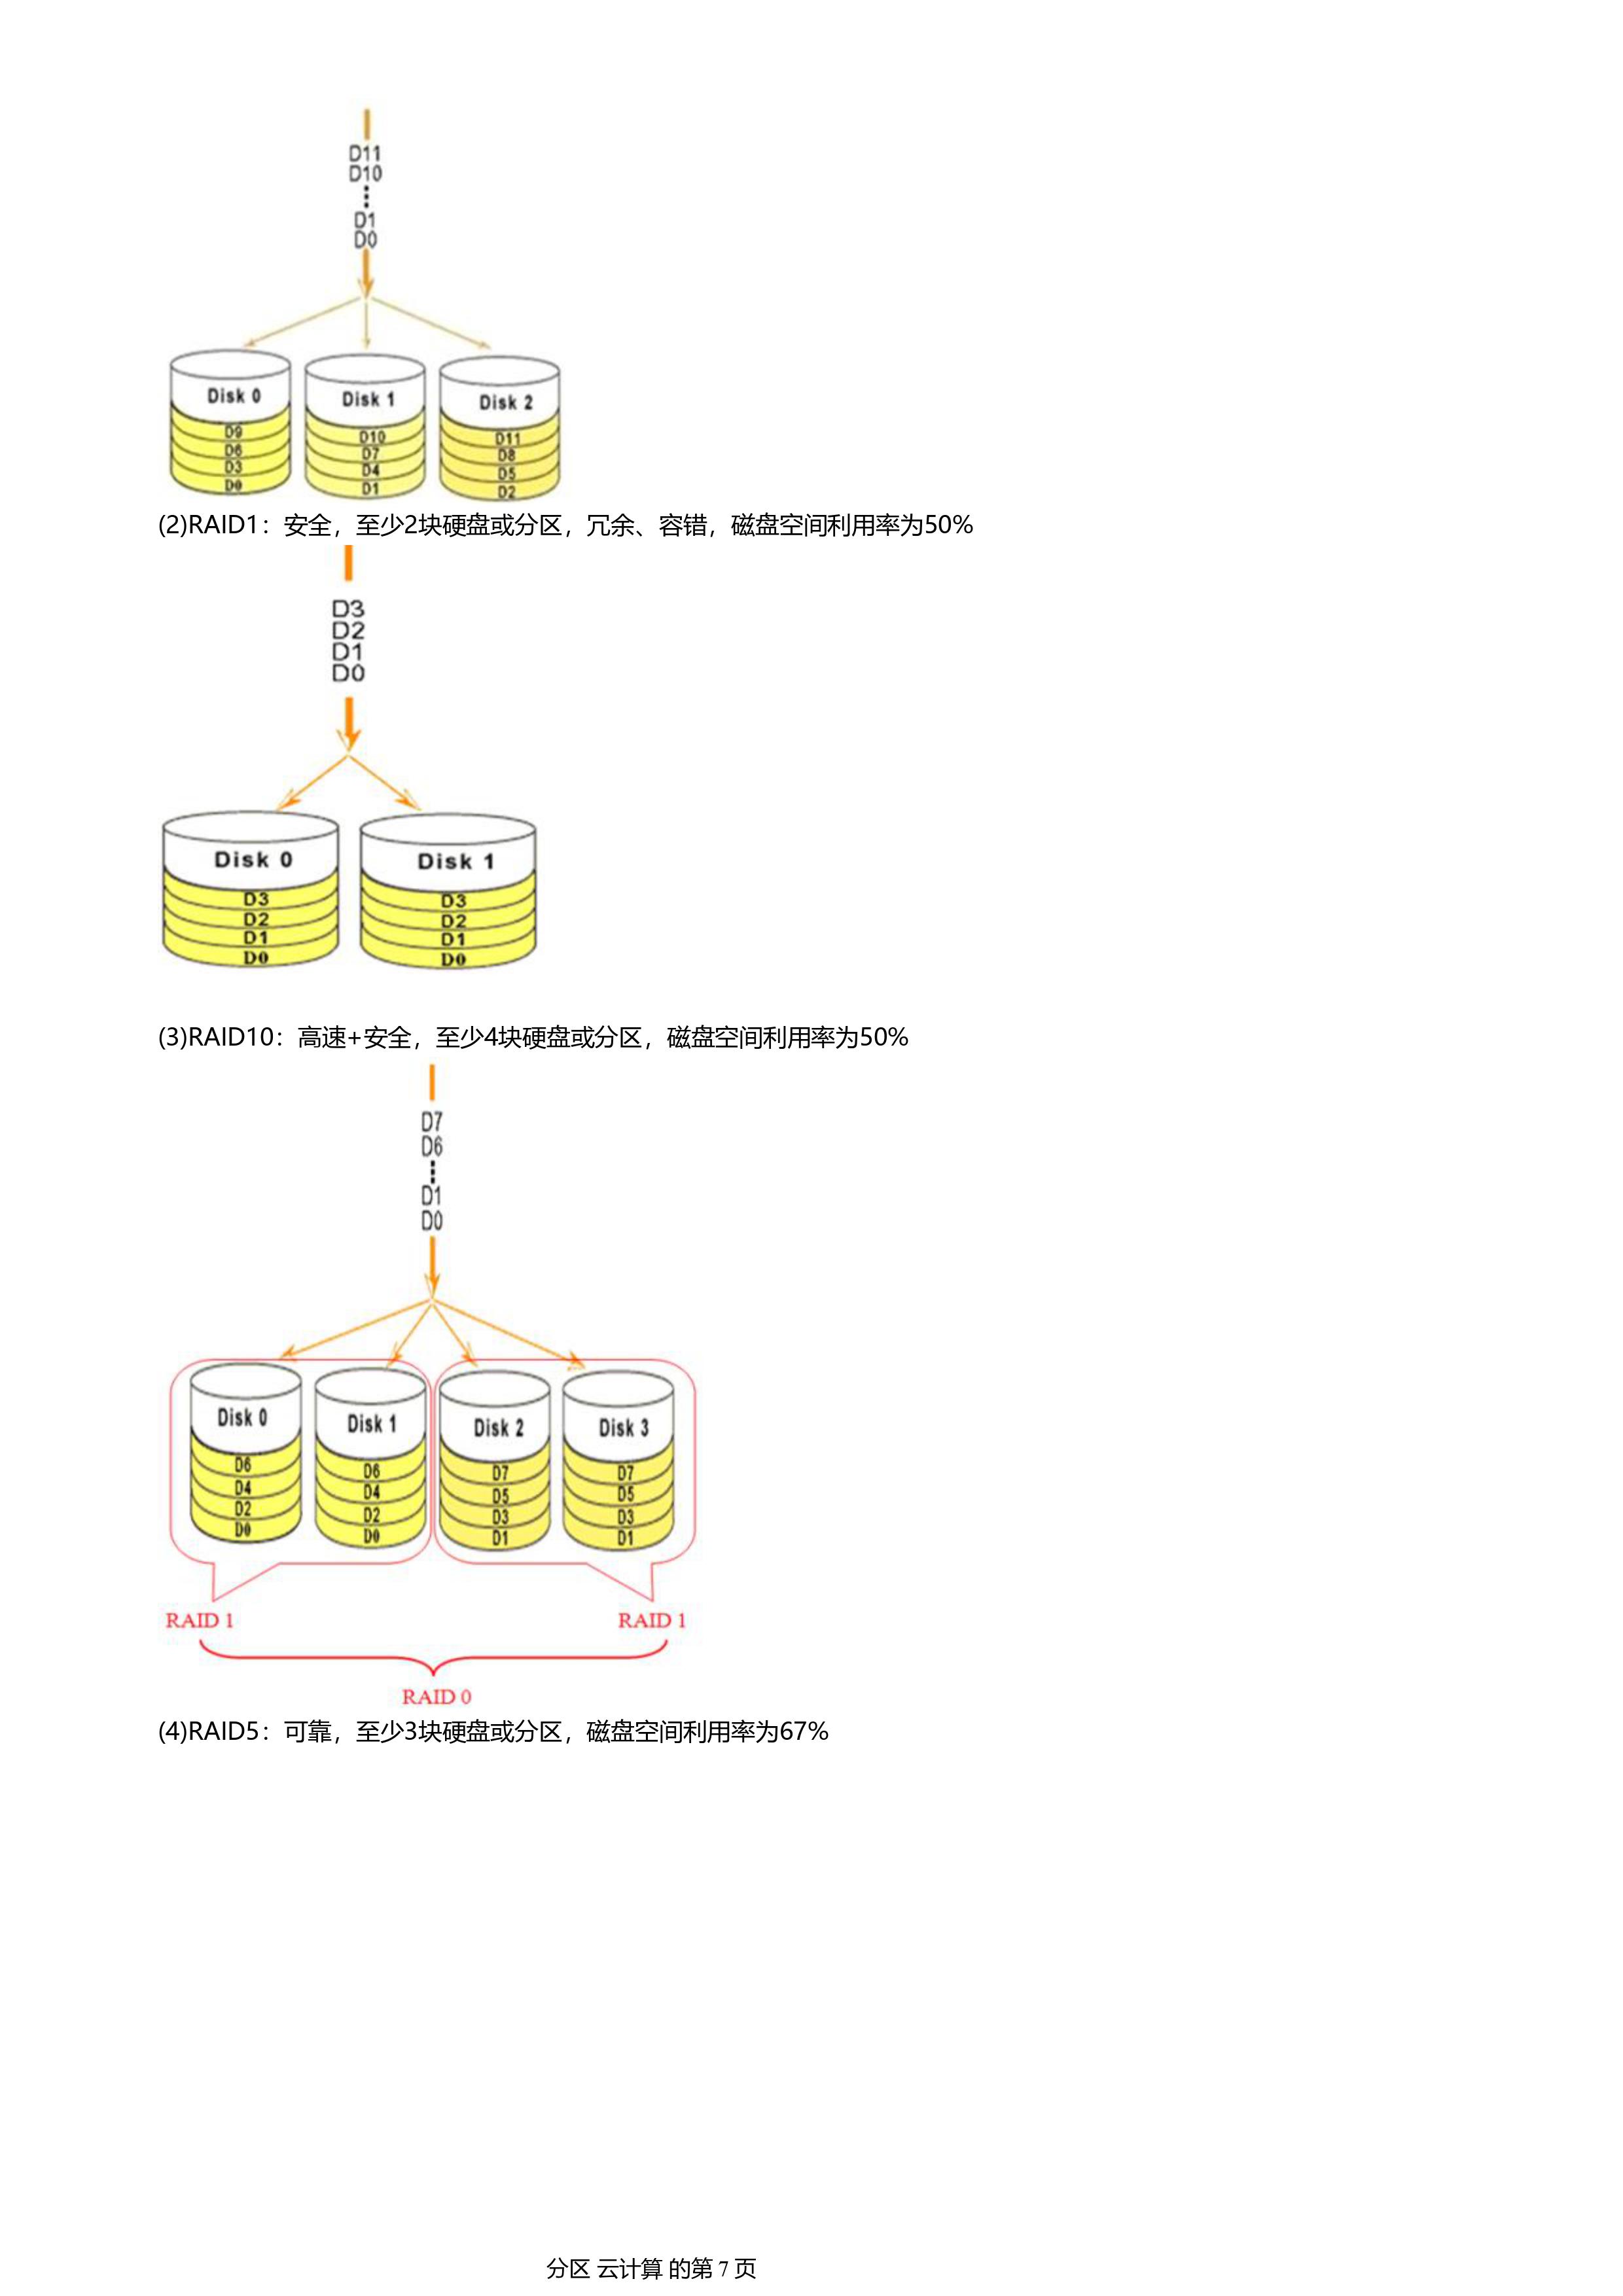 D11
D10
D1
D0
Disk 0 Disk 1 Disk 2
D9 D10 D11
D6 D7 D8
D3 D4 D5
D0 D1 D2
(2)RAID1：安全，至少2块硬盘或分区，冗余、容错，磁盘空间利用率为50%
D3
D2
D1
D0
Disk 0 Disk 1
D3 D3
D2 D2
D1 D1
D0 D0
(3)RAID10：高速+安全，至少4块硬盘或分区，磁盘空间利用率为50%
D7
D6
D1
D0
Disk 0 Disk 1 Disk 2 Disk 3
D6 D6 D7 D7
D4 D4 D5 D5
D2 D2 D3 D3
D0 D0 D1 D1
RAID 1 RAID 1
RAID 0
(4)RAID5：可靠，至少3块硬盘或分区，磁盘空间利用率为67%
分区 云计算 的第 7 页